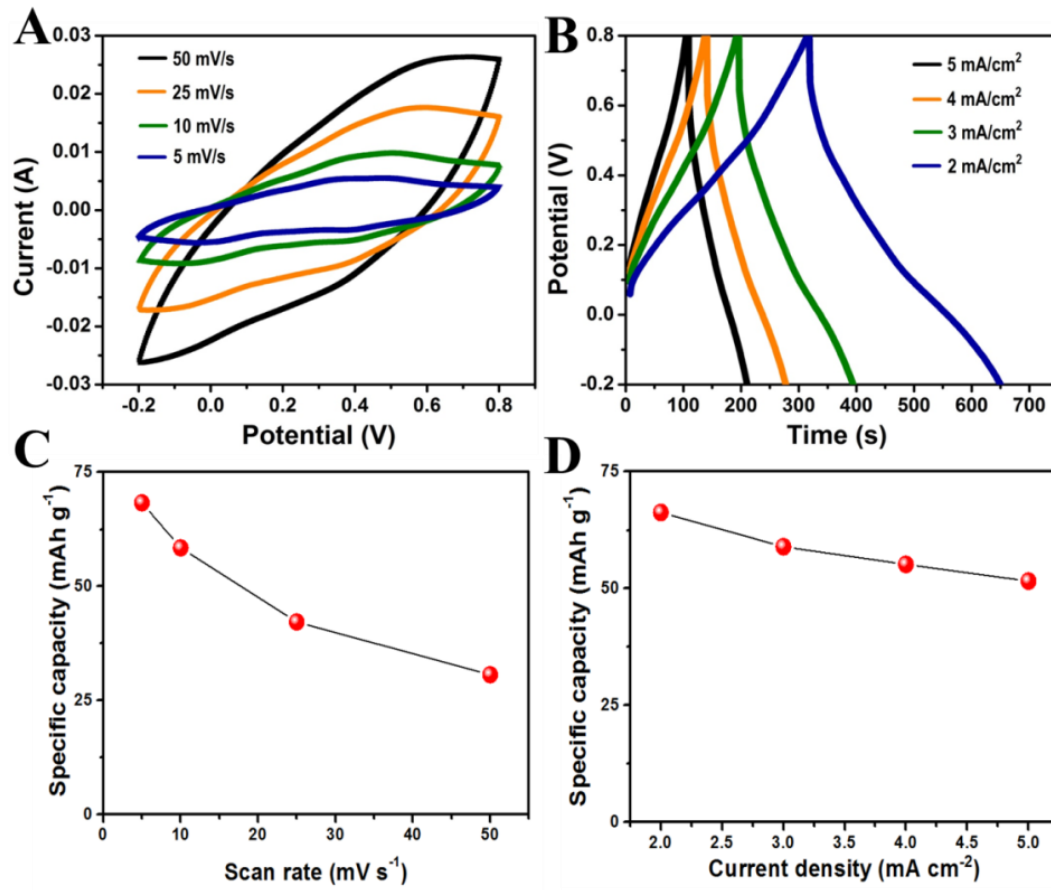 A
50 mV/s
25 mV/s
10 mV/s
5 mV/s
0.03
0.02
0.01
0.00
-0.01
-0.02
-0.03
Current (A)
-0.2 0.0 0.2 0.4 0.6 0.8
Potential (V)
B
5 mA/cm²
4 mA/cm²
3 mA/cm²
2 mA/cm²
0.8
0.6
0.4
0.2
0.0
-0.2
Potential (V)
0 100 200 300 400 500 600 700
Time (s)
C
75
50
25
0
Specific capacity (mAh g⁻¹)
0 5 10 15 20 25 30 35 40 45 50
Scan rate (mV s⁻¹)
D
75
50
25
0
Specific capacity (mAh g⁻¹)
2.0 2.5 3.0 3.5 4.0 4.5 5.0
Current density (mA cm⁻²)